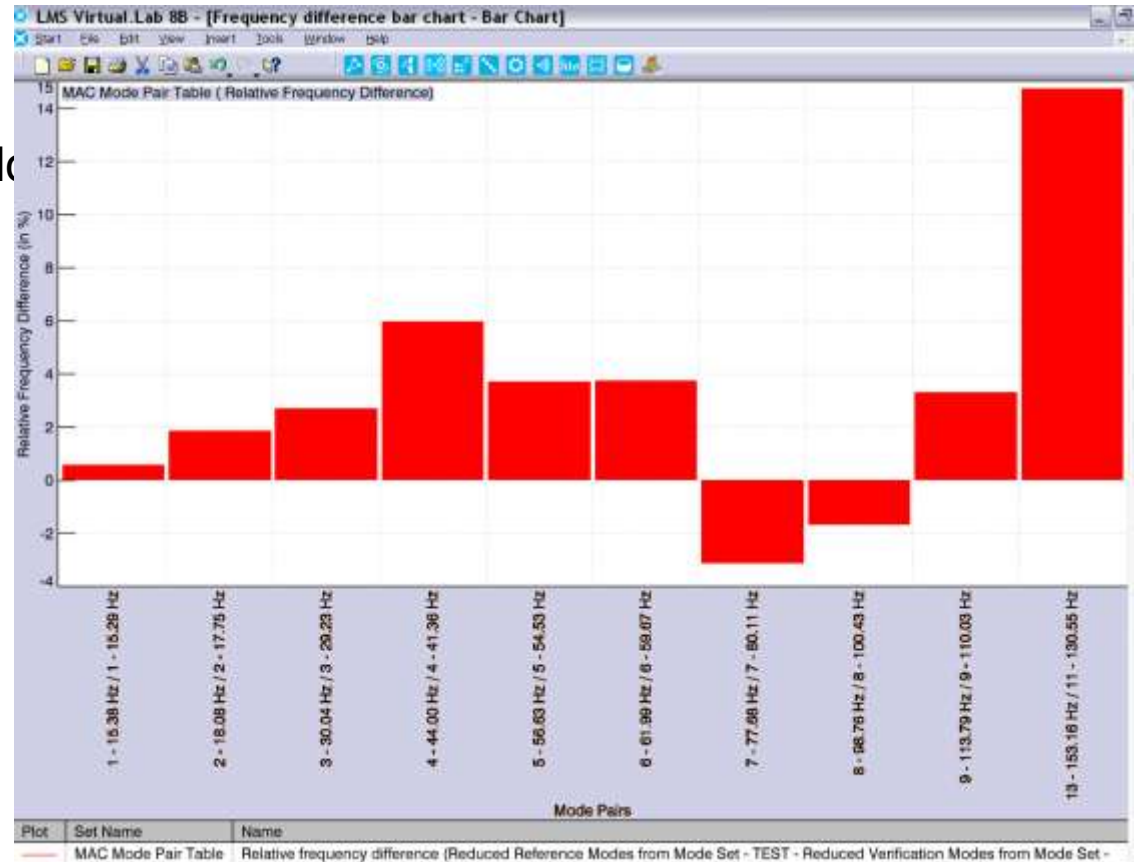 LMS Virtual.Lab 8B - [Frequency difference bar chart - Bar Chart]
Start File Edit View Insert Tools Window Help
MAC Mode Pair Table ( Relative Frequency Difference)
Relative Frequency Difference (in %)
15
14
12
10
8
6
4
2
0
-2
-4
1 - 15.38 Hz / 1 - 15.29 Hz
2 - 18.08 Hz / 2 - 17.75 Hz
3 - 30.04 Hz / 3 - 29.23 Hz
4 - 44.00 Hz / 4 - 41.36 Hz
5 - 56.63 Hz / 5 - 54.53 Hz
6 - 61.99 Hz / 6 - 59.67 Hz
7 - 77.68 Hz / 7 - 80.11 Hz
8 - 98.76 Hz / 8 - 100.43 Hz
9 - 113.79 Hz / 9 - 110.03 Hz
13 - 153.16 Hz / 11 - 130.55 Hz
Mode Pairs
Plot Set Name Name
MAC Mode Pair Table Relative frequency difference (Reduced Reference Modes from Mode Set - TEST - Reduced Verification Modes from Mode Set -